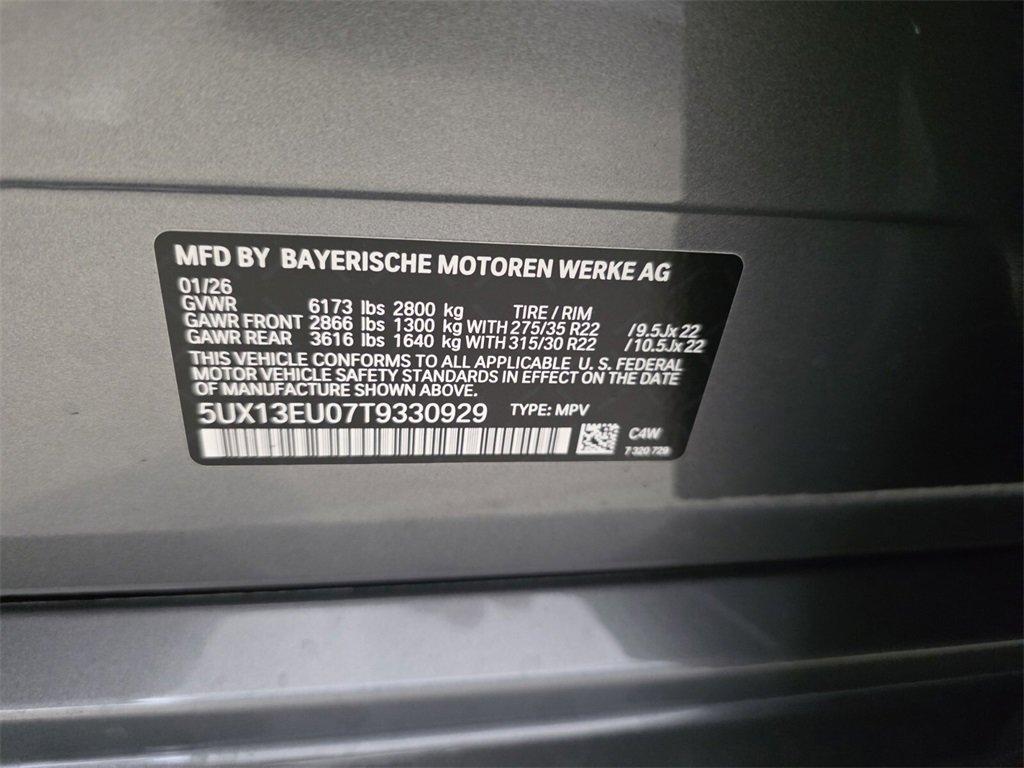 MFD BY BAYERISCHE MOTOREN WERKE AG
01/26
GVWR 6173 lbs 2800 kg TIRE / RIM
GAWR FRONT 2866 lbs 1300 kg WITH 275/35 R22 /9.5Jx22
GAWR REAR 3616 lbs 1640 kg WITH 315/30 R22 /10.5Jx22
THIS VEHICLE CONFORMS TO ALL APPLICABLE U. S. FEDERAL
MOTOR VEHICLE SAFETY STANDARDS IN EFFECT ON THE DATE
OF MANUFACTURE SHOWN ABOVE.
5UX13EU07T9330929 TYPE: MPV
C4W
7 320 729